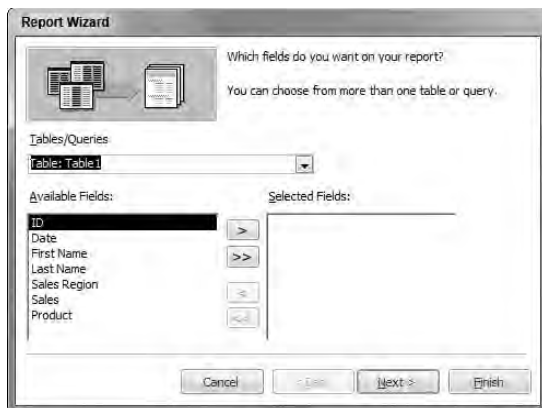 Report Wizard
Which fields do you want on your report?
You can choose from more than one table or query.
Tables/Queries
Table: Table1
Available Fields:
Selected Fields:
ID
Date
First Name
Last Name
Sales Region
Sales
Product
>
>>
<
<<
Cancel
Next >
Finish